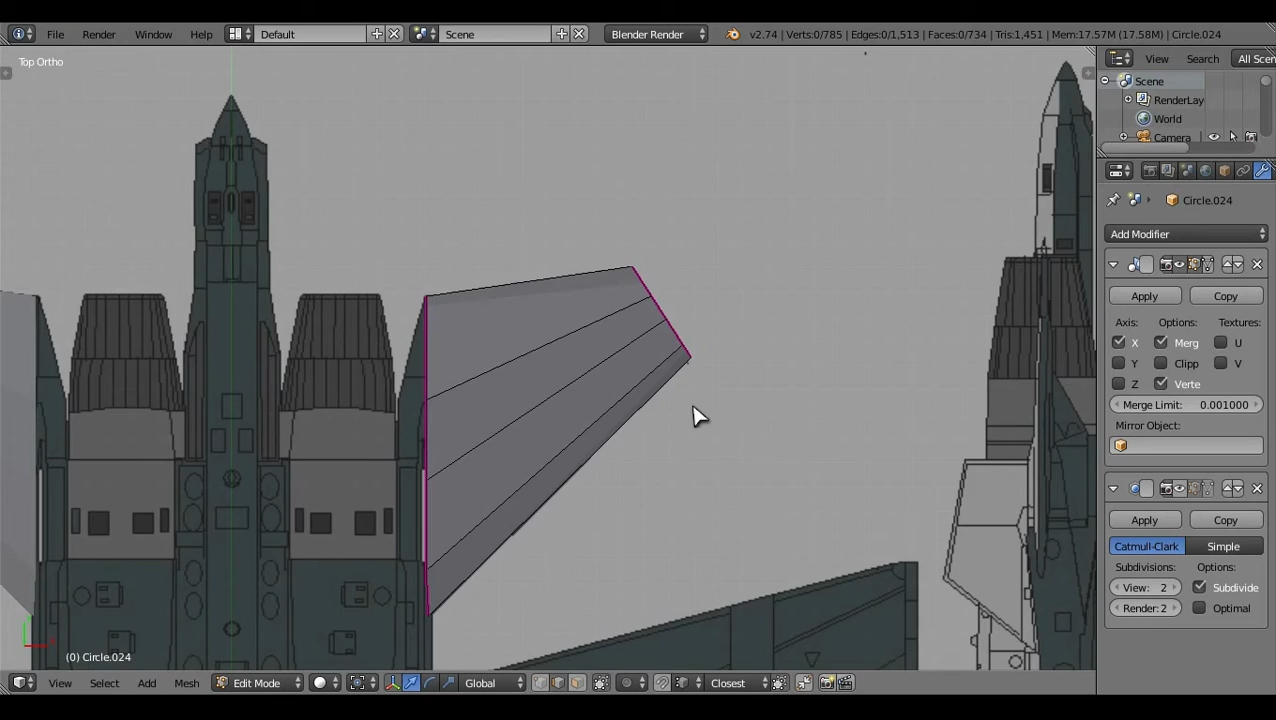 File Render Window Help Default Scene Blender Render v2.74 | Verts:0/785 | Edges:0/1,513 | Faces:0/734 | Tris:1,451 | Mem:17.57M (17.58M) | Circle.024
Top Ortho
View Search All Scen
Scene
RenderLay
World
Camera
Circle.024
Add Modifier
Apply Copy
Axis: Options: Textures:
X Merg U
Y Clipp V
Z Verte
Merge Limit: 0.001000
Mirror Object:
Apply Copy
Catmull-Clark Simple
Subdivisions: Options:
View: 2 Subdivide
Render: 2 Optimal
(0) Circle.024
View Select Add Mesh Edit Mode Global Closest